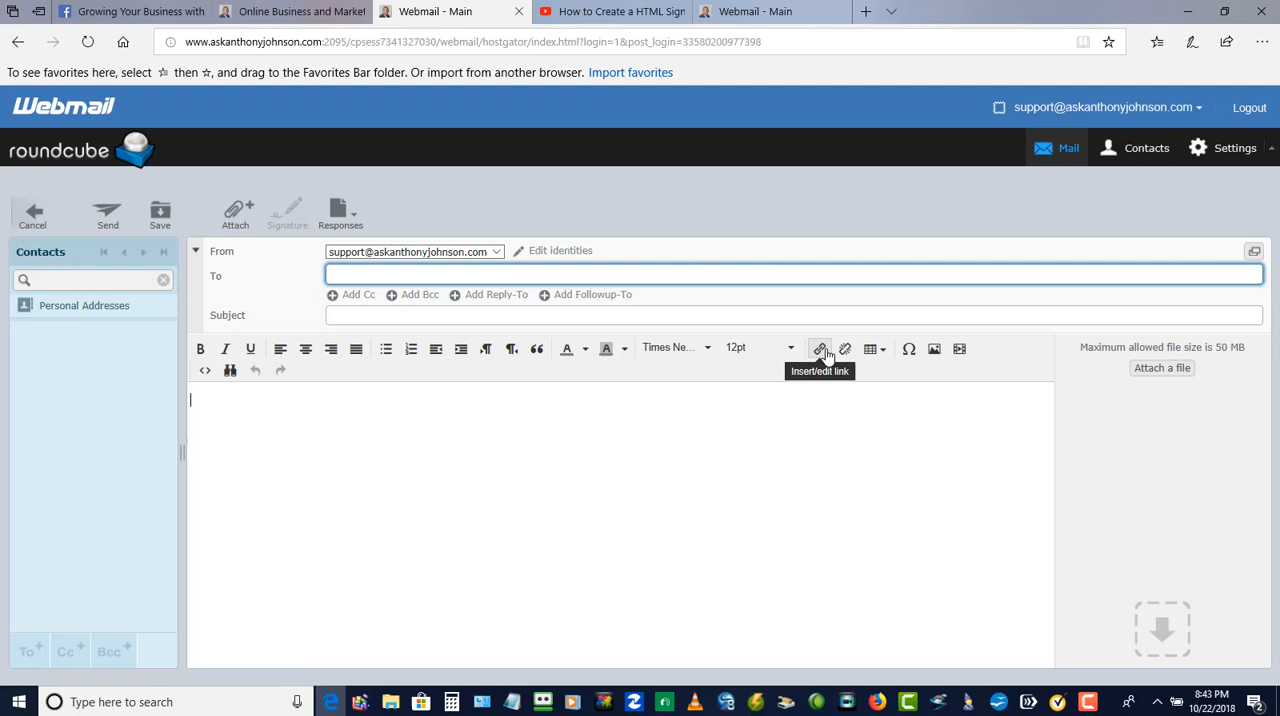 Growing Your Business with
Online Business and Market
Webmail - Main
How to Create a HTML Sign
Webmail - Main
www.askanthonyjohnson.com:2095/cpsess7341327030/webmail/hostgator/index.html?login=1&post_login=33580200977398
To see favorites here, select ☆ then ☆, and drag to the Favorites Bar folder. Or import from another browser. Import favorites
Webmail
support@askanthonyjohnson.com
Logout
roundcube
Mail
Contacts
Settings
Cancel
Send
Save
Attach
Signature
Responses
Contacts
From
support@askanthonyjohnson.com
Edit identities
To
Add Cc
Add Bcc
Add Reply-To
Add Followup-To
Personal Addresses
Subject
B I U
A
A
Times Ne...
12pt
Ω
Maximum allowed file size is 50 MB
Insert/edit link
Attach a file
To+
Cc+
Bcc+
Type here to search
8:43 PM
10/22/2018
2